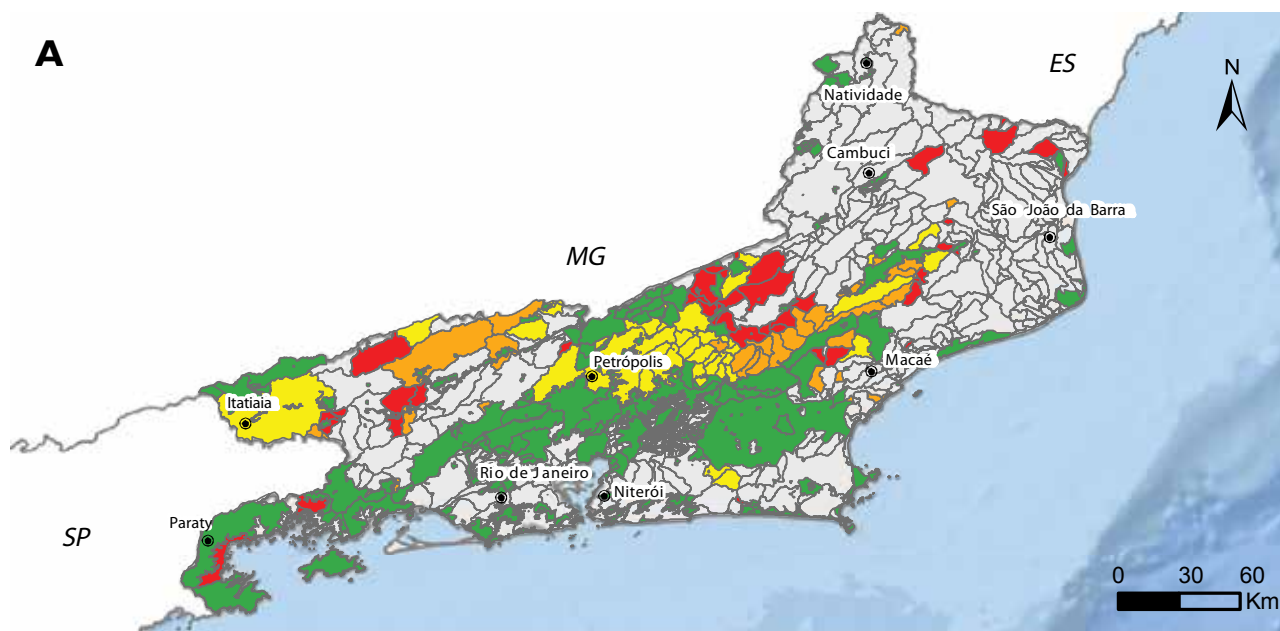 A
ES
N
Natividade
Cambuci
São João da Barra
MG
Petrópolis
Macaé
Itatiaia
Rio de Janeiro
Niterói
Paraty
SP
0 30 60
Km